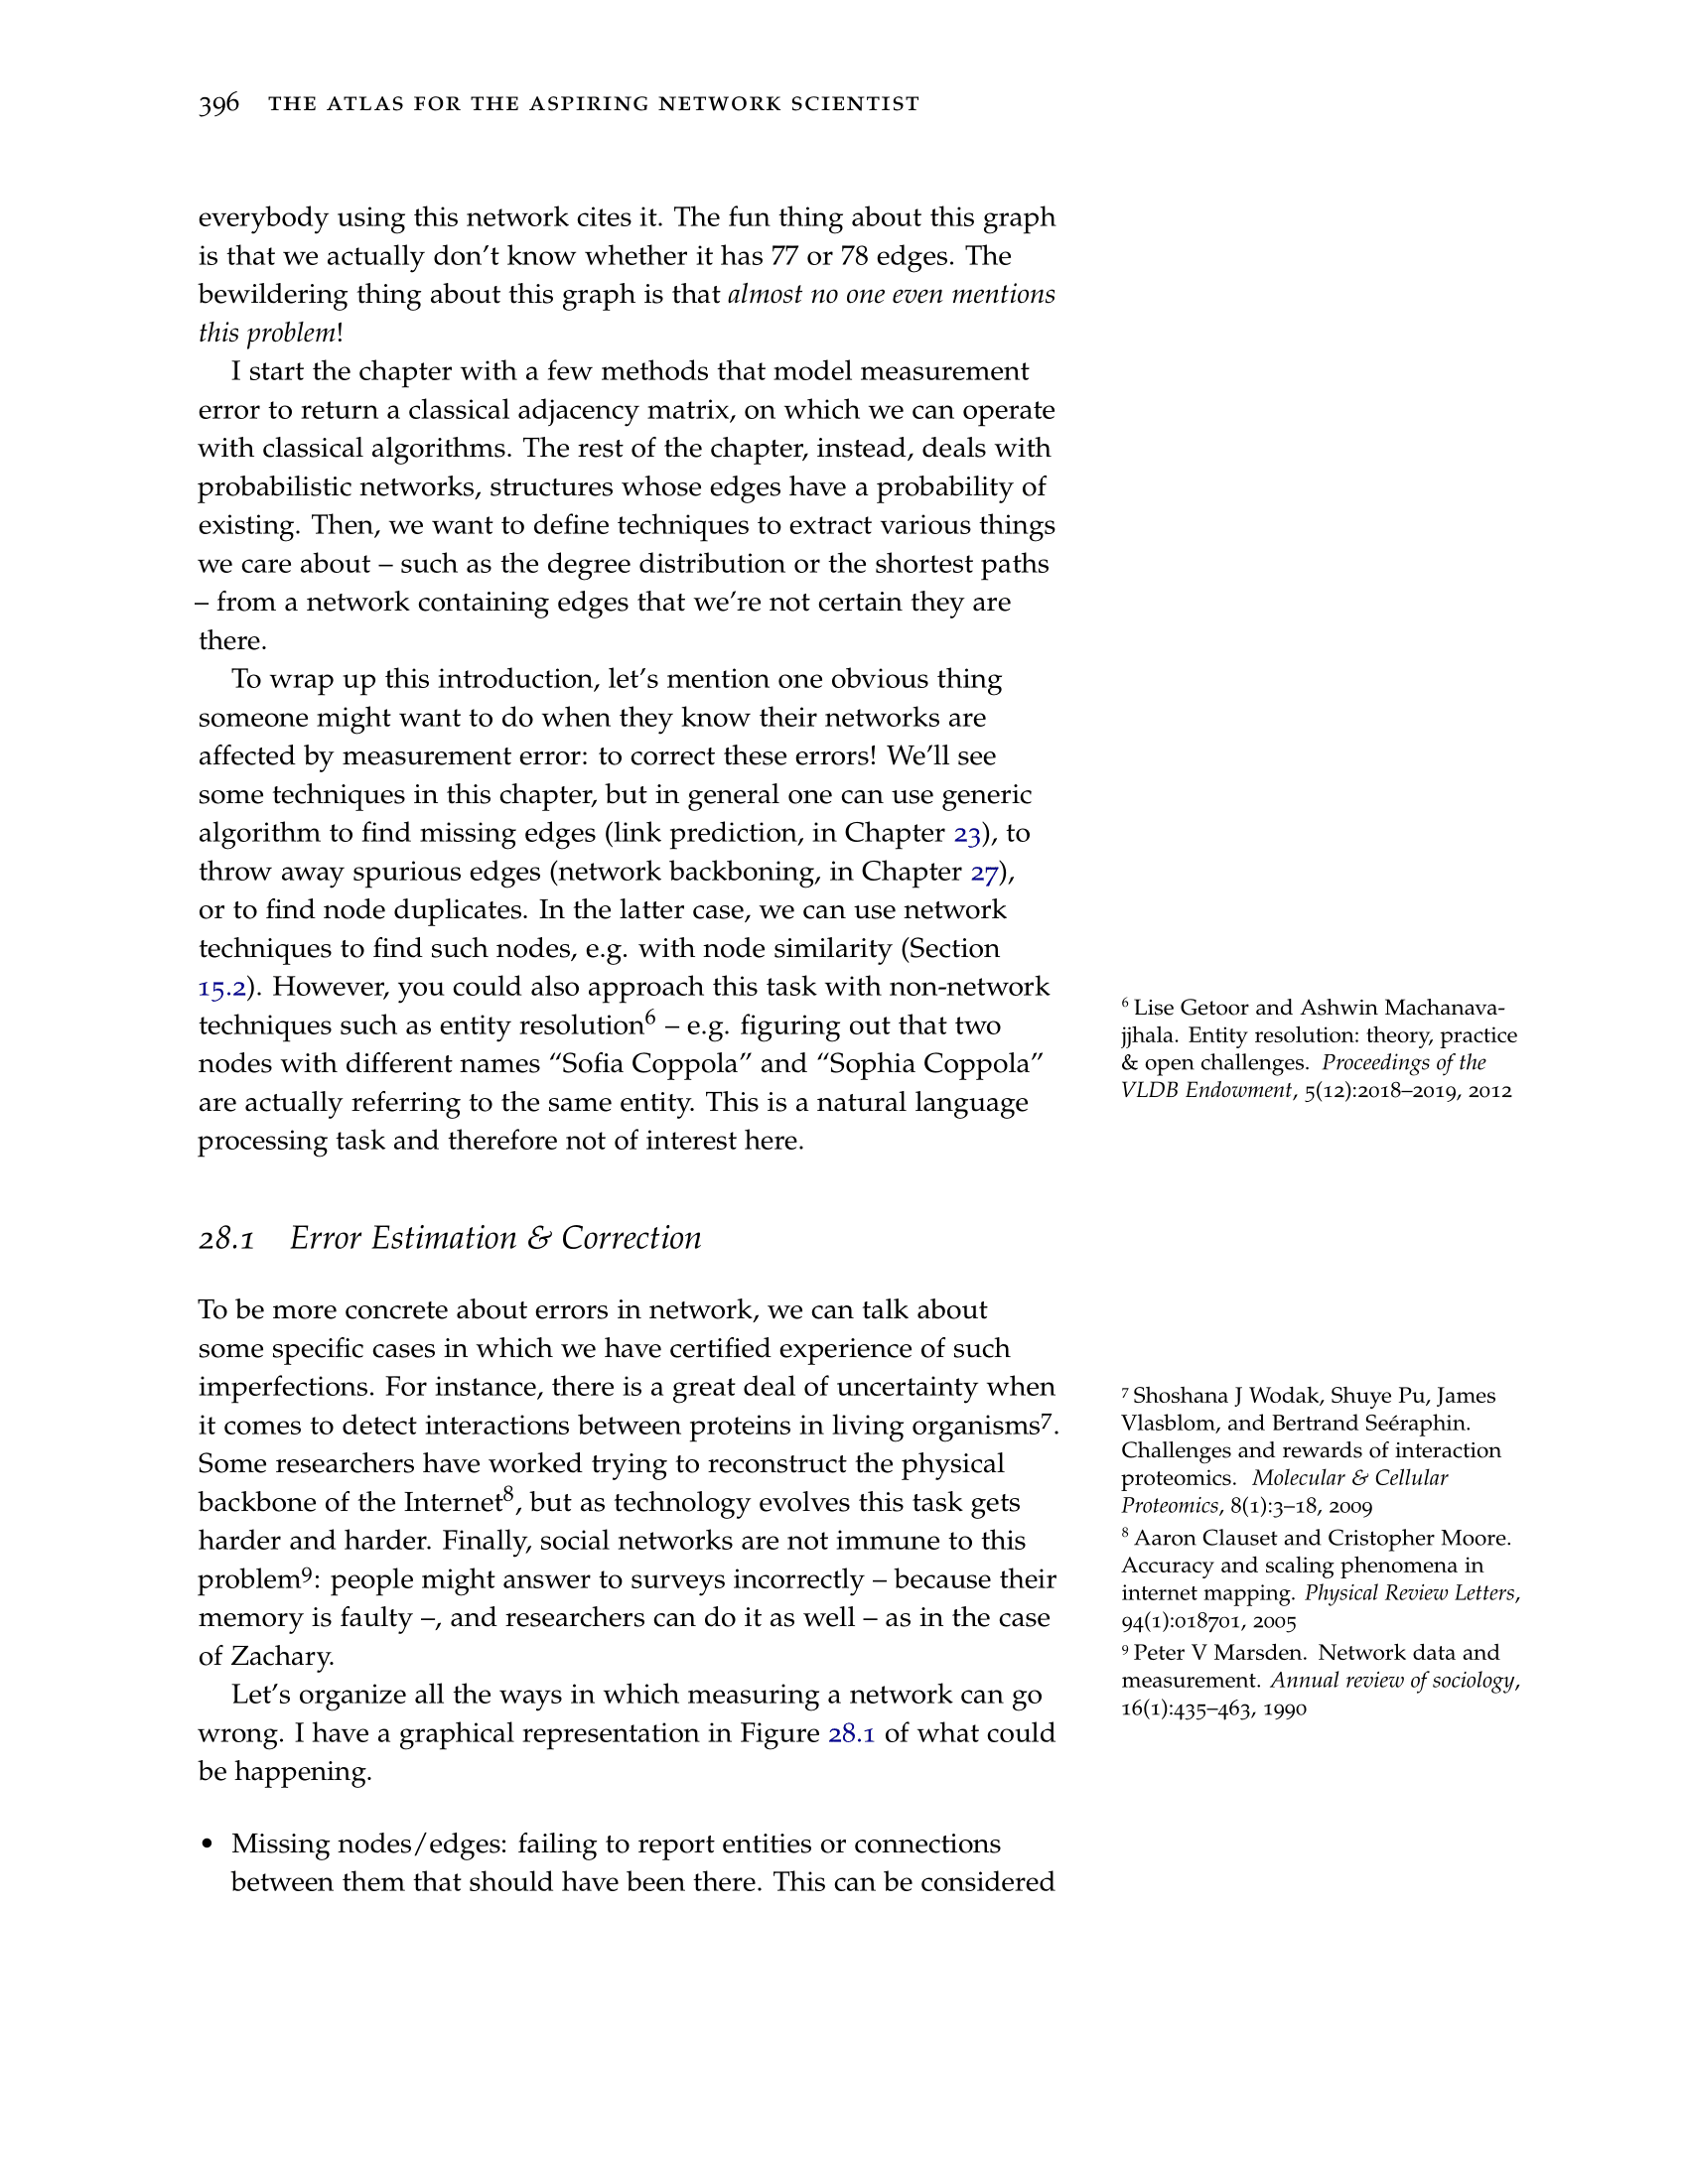 396 THE ATLAS FOR THE ASPIRING NETWORK SCIENTIST
everybody using this network cites it. The fun thing about this graph
is that we actually don't know whether it has 77 or 78 edges. The
bewildering thing about this graph is that almost no one even mentions
this problem!
I start the chapter with a few methods that model measurement
error to return a classical adjacency matrix, on which we can operate
with classical algorithms. The rest of the chapter, instead, deals with
probabilistic networks, structures whose edges have a probability of
existing. Then, we want to define techniques to extract various things
we care about – such as the degree distribution or the shortest paths
– from a network containing edges that we're not certain they are
there.
To wrap up this introduction, let's mention one obvious thing
someone might want to do when they know their networks are
affected by measurement error: to correct these errors! We'll see
some techniques in this chapter, but in general one can use generic
algorithm to find missing edges (link prediction, in Chapter 23), to
throw away spurious edges (network backboning, in Chapter 27),
or to find node duplicates. In the latter case, we can use network
techniques to find such nodes, e.g. with node similarity (Section
15.2). However, you could also approach this task with non-network
techniques such as entity resolution6 – e.g. figuring out that two
nodes with different names “Sofia Coppola” and “Sophia Coppola”
are actually referring to the same entity. This is a natural language
processing task and therefore not of interest here.
6 Lise Getoor and Ashwin Machanava-
jjhala. Entity resolution: theory, practice
& open challenges. Proceedings of the
VLDB Endowment, 5(12):2018–2019, 2012
28.1 Error Estimation & Correction
To be more concrete about errors in network, we can talk about
some specific cases in which we have certified experience of such
imperfections. For instance, there is a great deal of uncertainty when
it comes to detect interactions between proteins in living organisms7.
Some researchers have worked trying to reconstruct the physical
backbone of the Internet8, but as technology evolves this task gets
harder and harder. Finally, social networks are not immune to this
problem9: people might answer to surveys incorrectly – because their
memory is faulty –, and researchers can do it as well – as in the case
of Zachary.
Let's organize all the ways in which measuring a network can go
wrong. I have a graphical representation in Figure 28.1 of what could
be happening.
• Missing nodes/edges: failing to report entities or connections
between them that should have been there. This can be considered
7 Shoshana J Wodak, Shuye Pu, James
Vlasblom, and Bertrand Seéraphin.
Challenges and rewards of interaction
proteomics. Molecular & Cellular
Proteomics, 8(1):3–18, 2009
8 Aaron Clauset and Cristopher Moore.
Accuracy and scaling phenomena in
internet mapping. Physical Review Letters,
94(1):018701, 2005
9 Peter V Marsden. Network data and
measurement. Annual review of sociology,
16(1):435–463, 1990